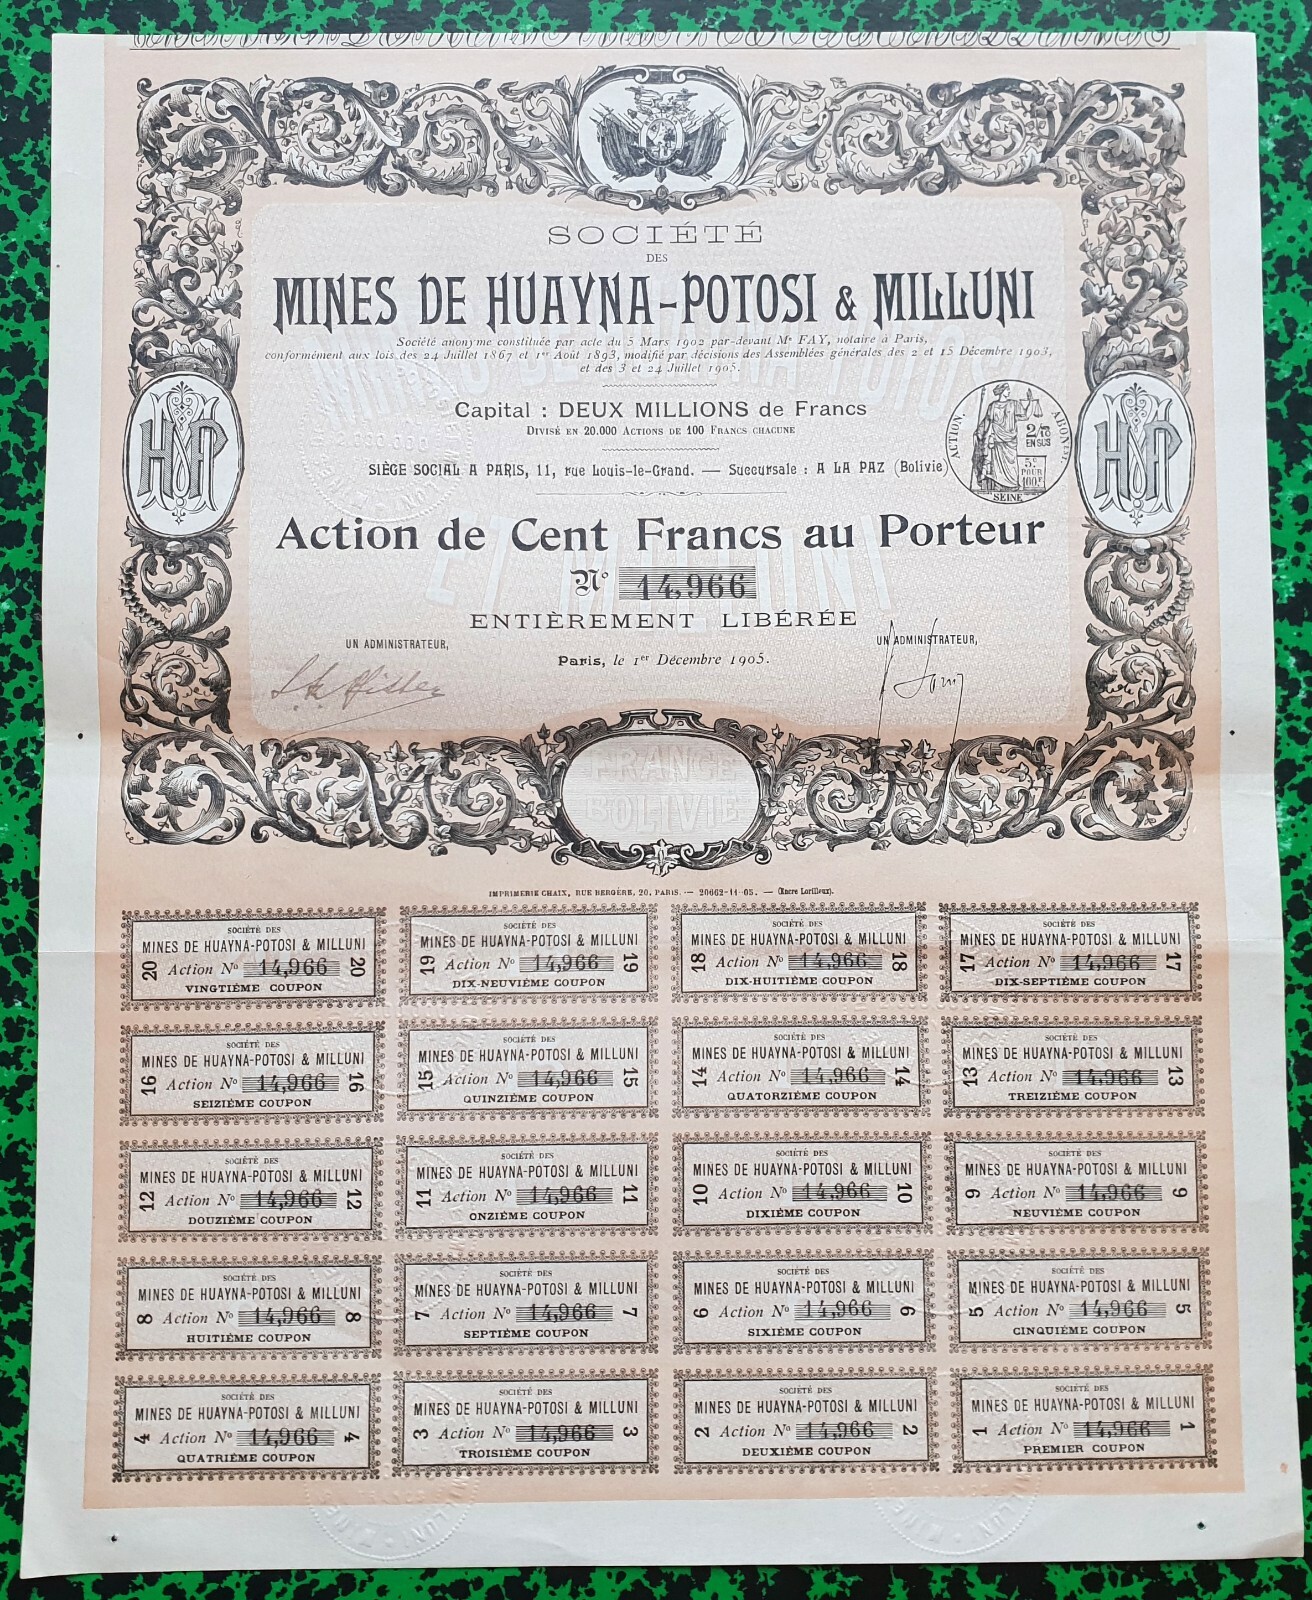 SOCIÉTÉ
DES
MINES DE HUAYNA-POTOSI & MILLUNI
Société anonyme constituée par acte du 5 Mars 1902 par-devant Me FAY, notaire à Paris,
conformément aux lois des 24 Juillet 1867 et 1er Août 1893, modifié par décisions des Assemblées générales des 2 et 15 Décembre 1903,
et des 3 et 24 Juillet 1905.
Capital : DEUX MILLIONS de Francs
DIVISÉ EN 20.000 ACTIONS DE 100 FRANCS CHACUNE
SIÈGE SOCIAL A PARIS, 11, rue Louis-le-Grand. — Succursale : A LA PAZ (Bolivie)
ACTION. ABONNt.
2/10
EN SUS
5c
POUR
100f
SEINE
HP
HP
Action de Cent Francs au Porteur
No 14,966
ENTIÈREMENT LIBÉRÉE
UN ADMINISTRATEUR,
UN ADMINISTRATEUR,
Paris, le 1er Décembre 1905.
FRANCE
BOLIVIE
IMPRIMERIE CHAIX, RUE BERGÈRE, 20, PARIS. — 20662-11-05. — (Encre Lorilleux).
SOCIÉTÉ DES
MINES DE HUAYNA-POTOSI & MILLUNI
20 Action No 14,966 20
VINGTIÈME COUPON
SOCIÉTÉ DES
MINES DE HUAYNA-POTOSI & MILLUNI
19 Action No 14,966 19
DIX-NEUVIÈME COUPON
SOCIÉTÉ DES
MINES DE HUAYNA-POTOSI & MILLUNI
18 Action No 14,966 18
DIX-HUITIÈME COUPON
SOCIÉTÉ DES
MINES DE HUAYNA-POTOSI & MILLUNI
17 Action No 14,966 17
DIX-SEPTIÈME COUPON
SOCIÉTÉ DES
MINES DE HUAYNA-POTOSI & MILLUNI
16 Action No 14,966 16
SEIZIÈME COUPON
SOCIÉTÉ DES
MINES DE HUAYNA-POTOSI & MILLUNI
15 Action No 14,966 15
QUINZIÈME COUPON
SOCIÉTÉ DES
MINES DE HUAYNA-POTOSI & MILLUNI
14 Action No 14,966 14
QUATORZIÈME COUPON
SOCIÉTÉ DES
MINES DE HUAYNA-POTOSI & MILLUNI
13 Action No 14,966 13
TREIZIÈME COUPON
SOCIÉTÉ DES
MINES DE HUAYNA-POTOSI & MILLUNI
12 Action No 14,966 12
DOUZIÈME COUPON
SOCIÉTÉ DES
MINES DE HUAYNA-POTOSI & MILLUNI
11 Action No 14,966 11
ONZIÈME COUPON
SOCIÉTÉ DES
MINES DE HUAYNA-POTOSI & MILLUNI
10 Action No 14,966 10
DIXIÈME COUPON
SOCIÉTÉ DES
MINES DE HUAYNA-POTOSI & MILLUNI
9 Action No 14,966 9
NEUVIÈME COUPON
SOCIÉTÉ DES
MINES DE HUAYNA-POTOSI & MILLUNI
8 Action No 14,966 8
HUITIÈME COUPON
SOCIÉTÉ DES
MINES DE HUAYNA-POTOSI & MILLUNI
7 Action No 14,966 7
SEPTIÈME COUPON
SOCIÉTÉ DES
MINES DE HUAYNA-POTOSI & MILLUNI
6 Action No 14,966 6
SIXIÈME COUPON
SOCIÉTÉ DES
MINES DE HUAYNA-POTOSI & MILLUNI
5 Action No 14,966 5
CINQUIÈME COUPON
SOCIÉTÉ DES
MINES DE HUAYNA-POTOSI & MILLUNI
4 Action No 14,966 4
QUATRIÈME COUPON
SOCIÉTÉ DES
MINES DE HUAYNA-POTOSI & MILLUNI
3 Action No 14,966 3
TROISIÈME COUPON
SOCIÉTÉ DES
MINES DE HUAYNA-POTOSI & MILLUNI
2 Action No 14,966 2
DEUXIÈME COUPON
SOCIÉTÉ DES
MINES DE HUAYNA-POTOSI & MILLUNI
1 Action No 14,966 1
PREMIER COUPON